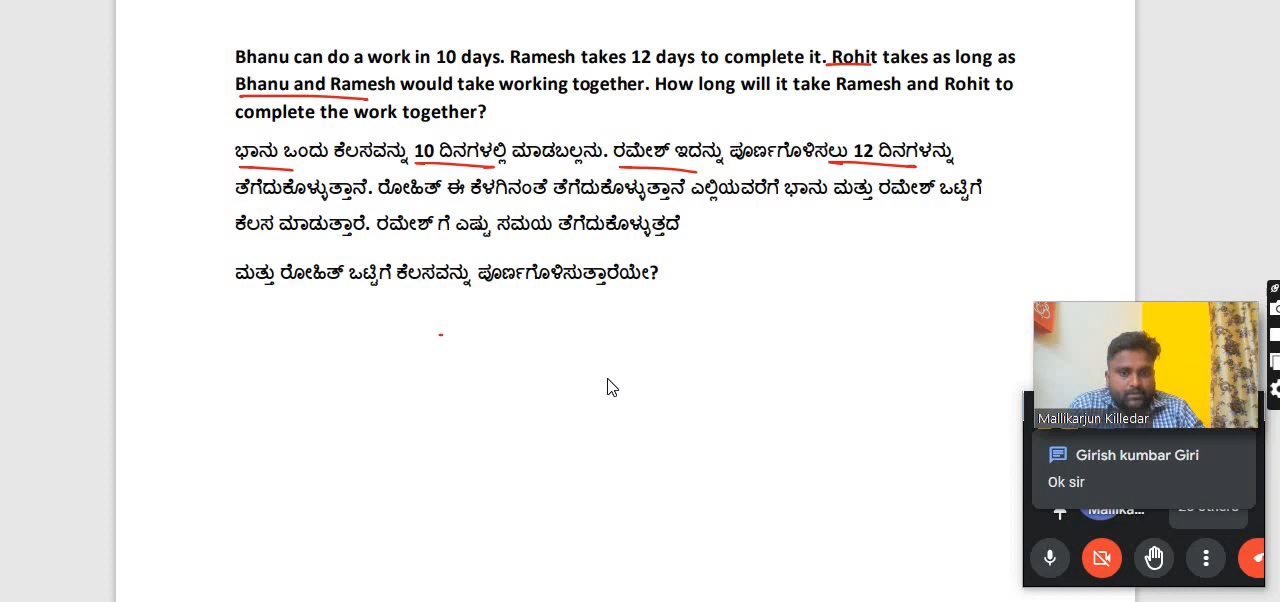 Bhanu can do a work in 10 days. Ramesh takes 12 days to complete it. Rohit takes as long as
Bhanu and Ramesh would take working together. How long will it take Ramesh and Rohit to
complete the work together?
ಭಾನು ಒಂದು ಕೆಲಸವನ್ನು 10 ದಿನಗಳಲ್ಲಿ ಮಾಡಬಲ್ಲನು. ರಮೇಶ್ ಇದನ್ನು ಪೂರ್ಣಗೊಳಿಸಲು 12 ದಿನಗಳನ್ನು
ತೆಗೆದುಕೊಳ್ಳುತ್ತಾನೆ. ರೋಹಿತ್ ಈ ಕೆಳಗಿನಂತೆ ತೆಗೆದುಕೊಳ್ಳುತ್ತಾನೆ ಎಲ್ಲಿಯವರೆಗೆ ಭಾನು ಮತ್ತು ರಮೇಶ್ ಒಟ್ಟಿಗೆ
ಕೆಲಸ ಮಾಡುತ್ತಾರೆ. ರಮೇಶ್ ಗೆ ಎಷ್ಟು ಸಮಯ ತೆಗೆದುಕೊಳ್ಳುತ್ತದೆ
ಮತ್ತು ರೋಹಿತ್ ಒಟ್ಟಿಗೆ ಕೆಲಸವನ್ನು ಪೂರ್ಣಗೊಳಿಸುತ್ತಾರೆಯೇ?
Mallikarjun Killedar
Girish kumbar Giri
Ok sir